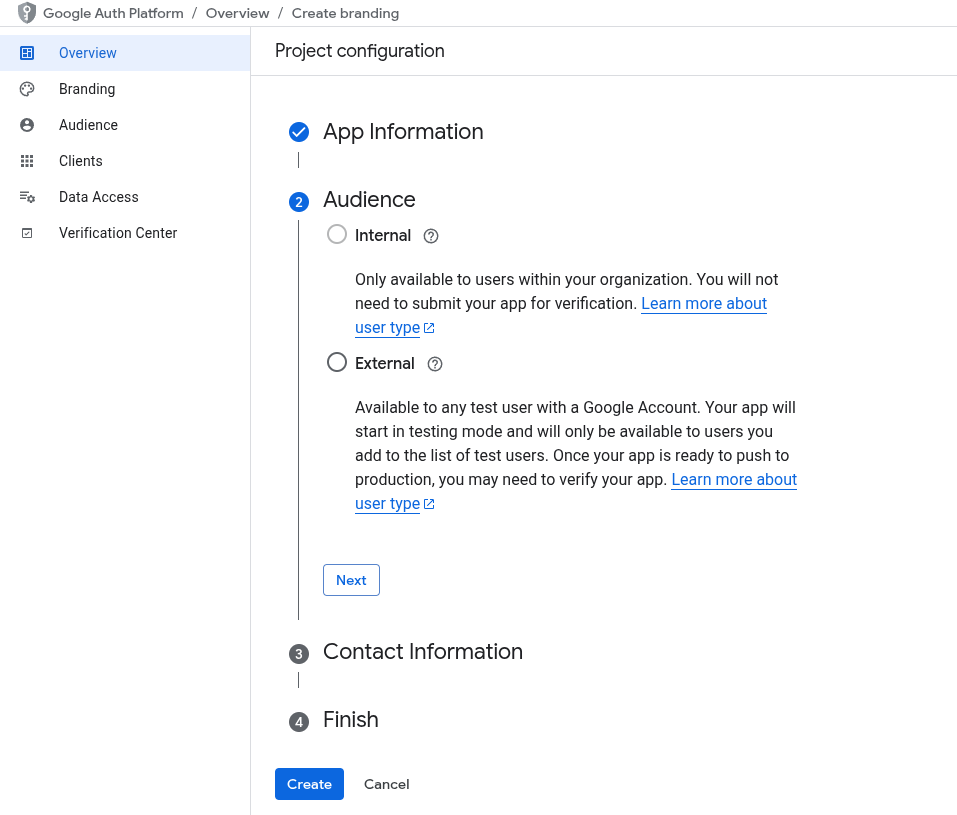 Google Auth Platform / Overview / Create branding
Overview
Branding
Audience
Clients
Data Access
Verification Center
Project configuration
App Information
2 Audience
Internal
Only available to users within your organization. You will not
need to submit your app for verification. Learn more about
user type
External
Available to any test user with a Google Account. Your app will
start in testing mode and will only be available to users you
add to the list of test users. Once your app is ready to push to
production, you may need to verify your app. Learn more about
user type
Next
3 Contact Information
4 Finish
Create Cancel